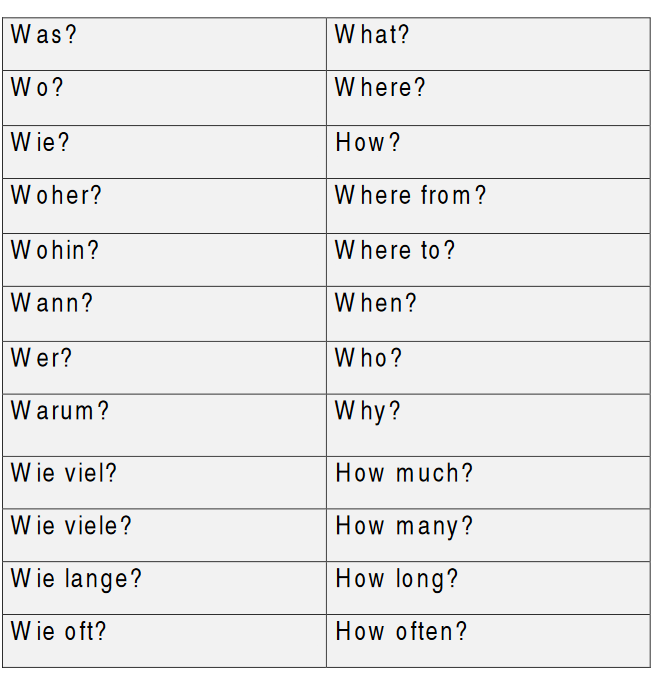 Was? What?
Wo? Where?
Wie? How?
Woher? Where from?
Wohin? Where to?
Wann? When?
Wer? Who?
Warum? Why?
Wie viel? How much?
Wie viele? How many?
Wie lange? How long?
Wie oft? How often?